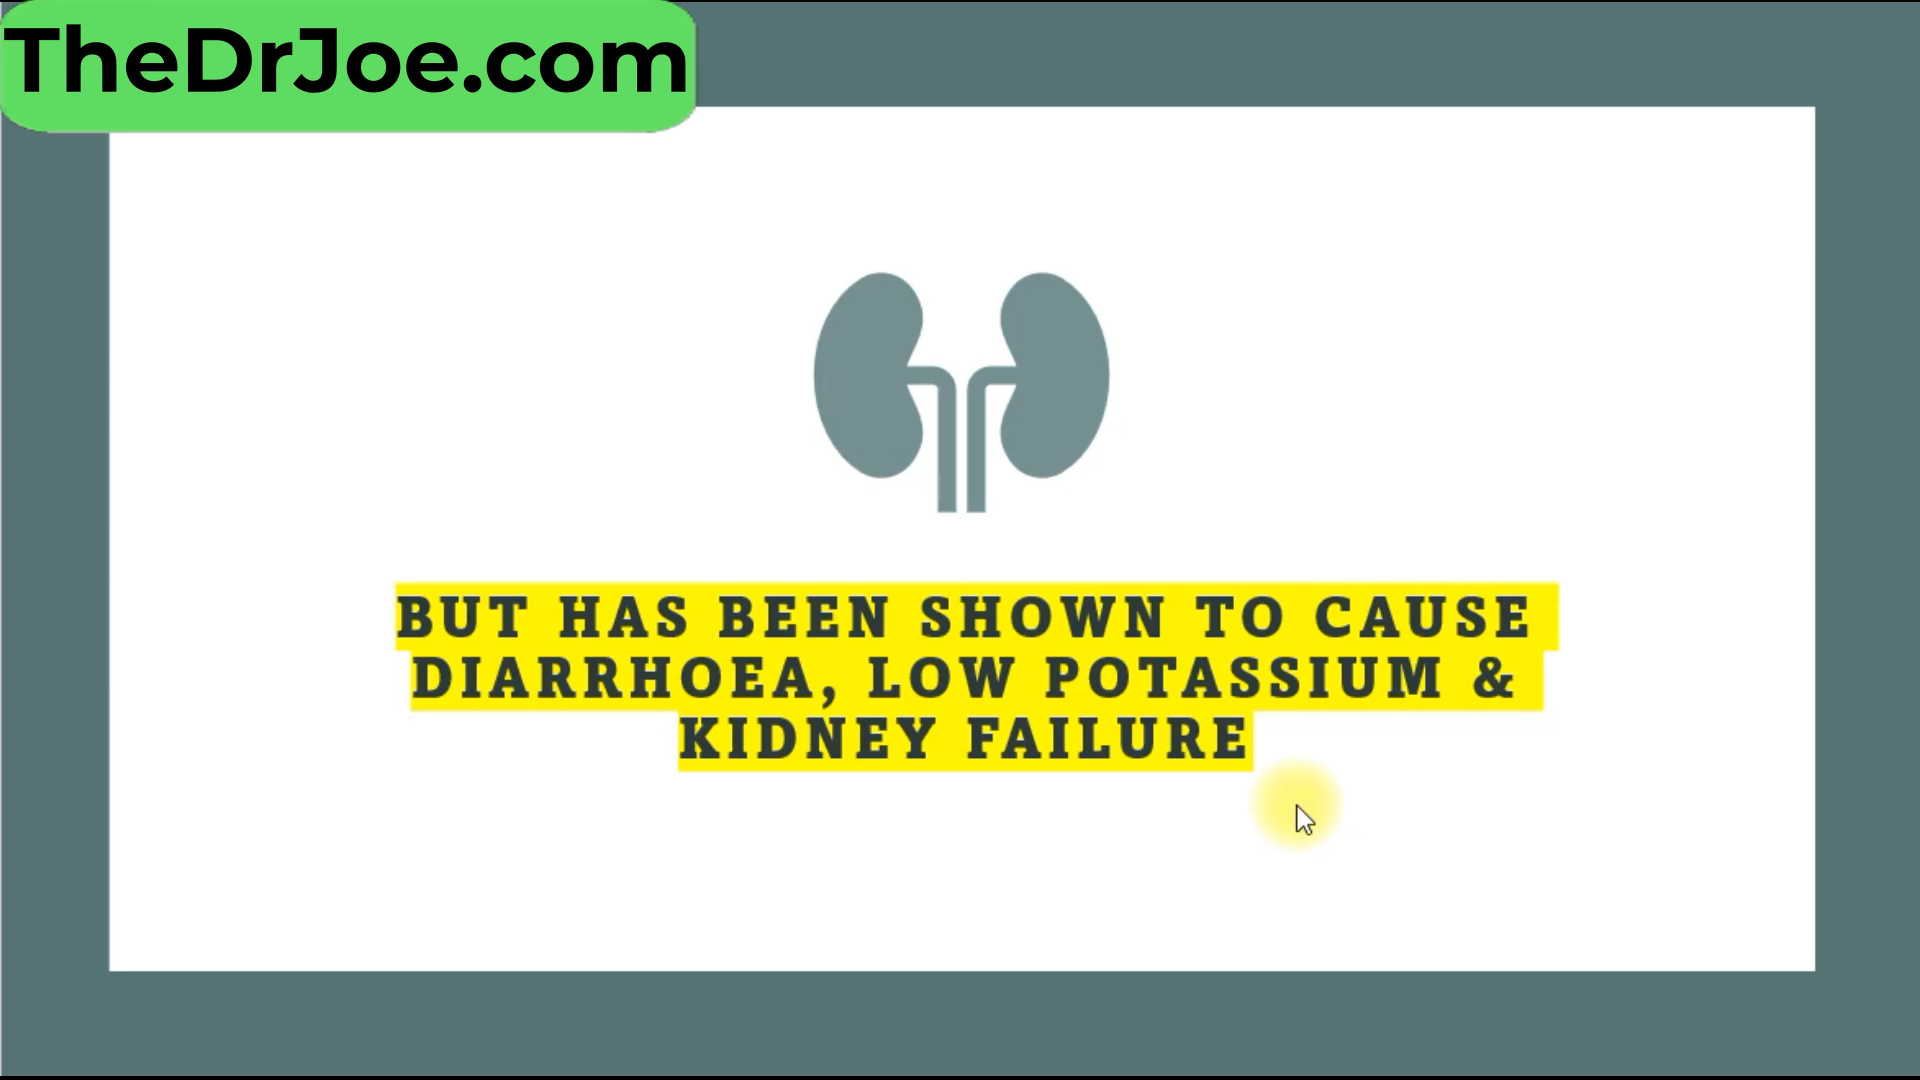 TheDrJoe.com
BUT HAS BEEN SHOWN TO CAUSE
DIARRHOEA, LOW POTASSIUM &
KIDNEY FAILURE